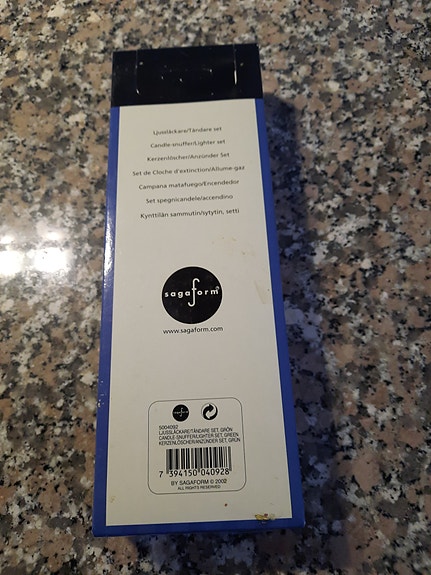 Ljussläckare/Tändare set
Candle-snuffer/Lighter set
Kerzenlöscher/Anzünder Set
Set de Cloche d'extinction/Allume-gaz
Campana matafuego/Encendedor
Set spegnicandele/accendino
Kynttilän sammutin/sytytin, setti
sagaform
www.sagaform.com
sagaform
5004092
LJUSSLÄCKARE/TÄNDARE SET, GRÖN
CANDLE SNUFFER/LIGHTER SET, GREEN
KERZENLÖSCHER/ANZÜNDER SET, GRÜN
7 394150 040928
BY SAGAFORM © 2002
ALL RIGHTS RESERVED